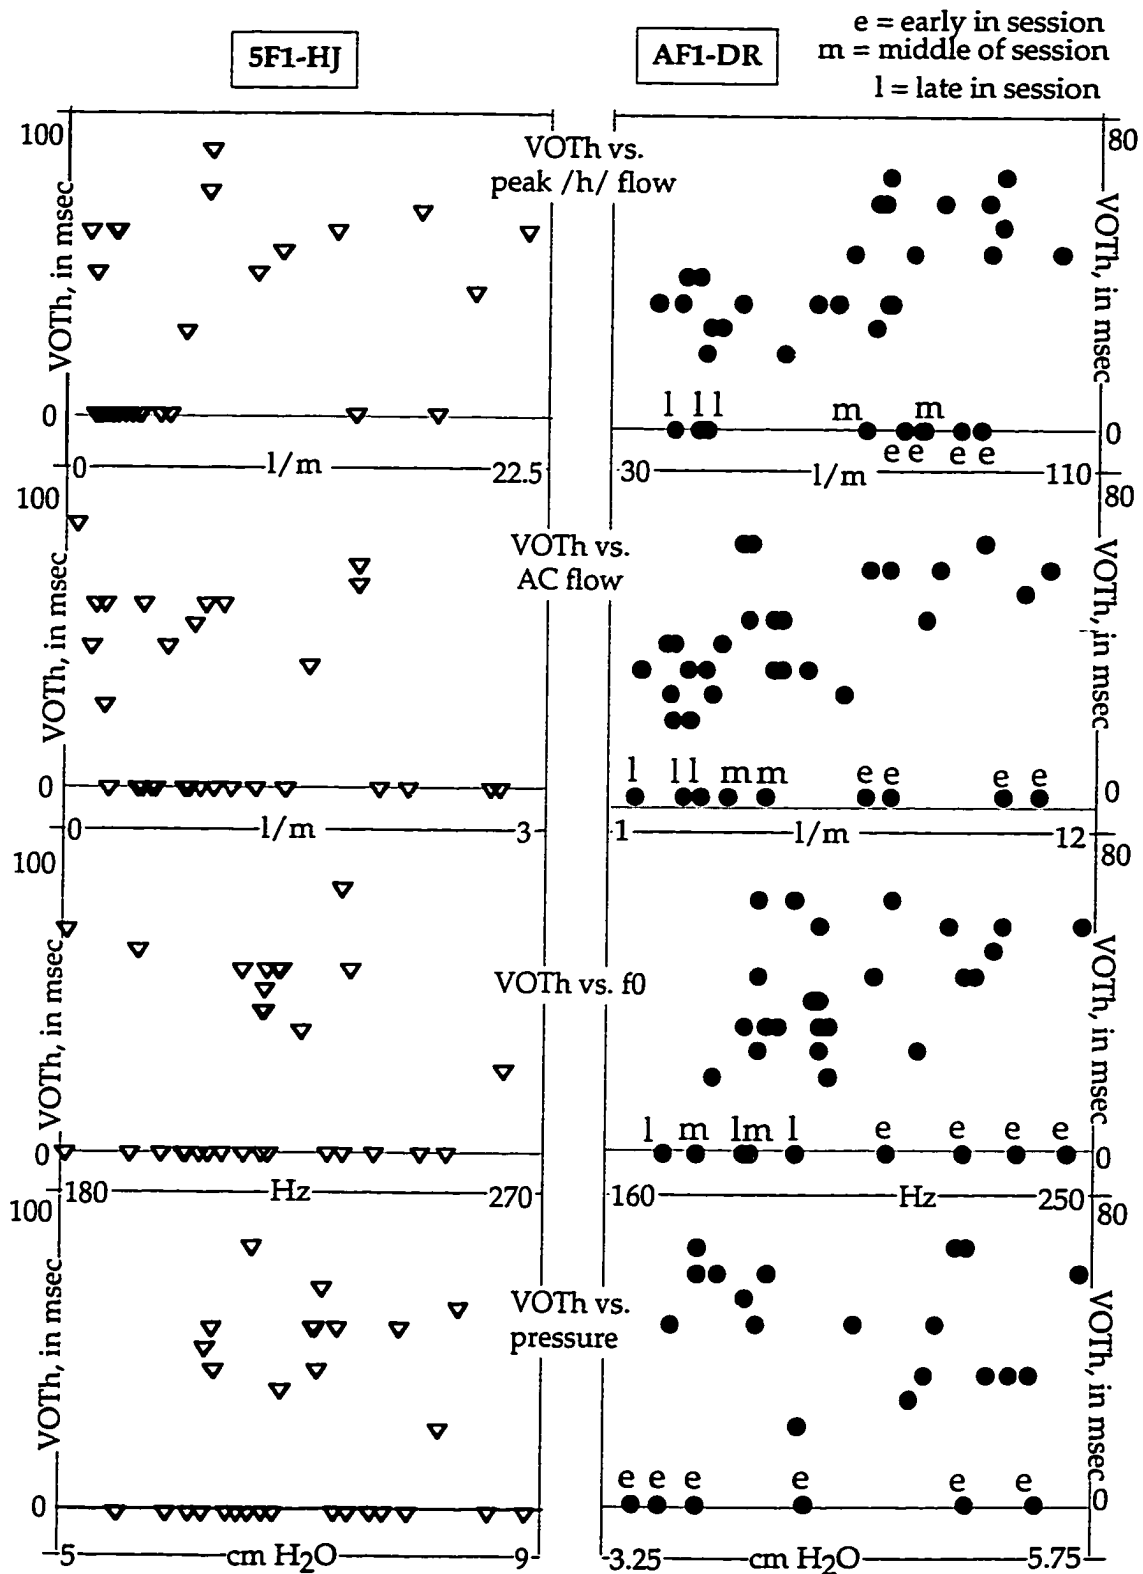 5F1-HJ
AF1-DR
e = early in session
m = middle of session
l = late in session
100
VOTh, in msec
0
0 l/m 22.5
VOTh vs.
peak /h/ flow
80
VOTh, in msec
l l l m m
0
e e e e
30 l/m 110
100
VOTh, in msec
0
0 l/m 3
VOTh vs.
AC flow
80
VOTh, in msec
l l l m m e e e e
0
1 l/m 12
100
VOTh, in msec
0
180 Hz 270
VOTh vs. f0
80
VOTh, in msec
l m l m l e e e e
0
160 Hz 250
100
VOTh, in msec
0
5 cm H2O 9
VOTh vs.
pressure
80
VOTh, in msec
e e e e e e
0
3.25 cm H2O 5.75